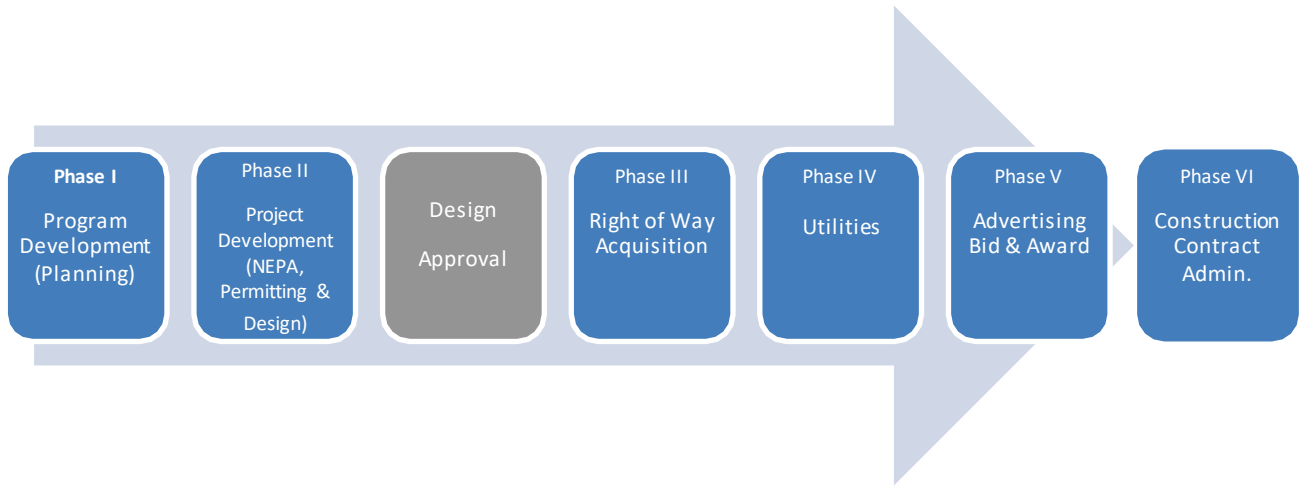 Phase I
Program
Development
(Planning)
Phase II
Project
Development
(NEPA,
Permitting &
Design)
Design
Approval
Phase III
Right of Way
Acquisition
Phase IV
Utilities
Phase V
Advertising
Bid & Award
Phase VI
Construction
Contract
Admin.